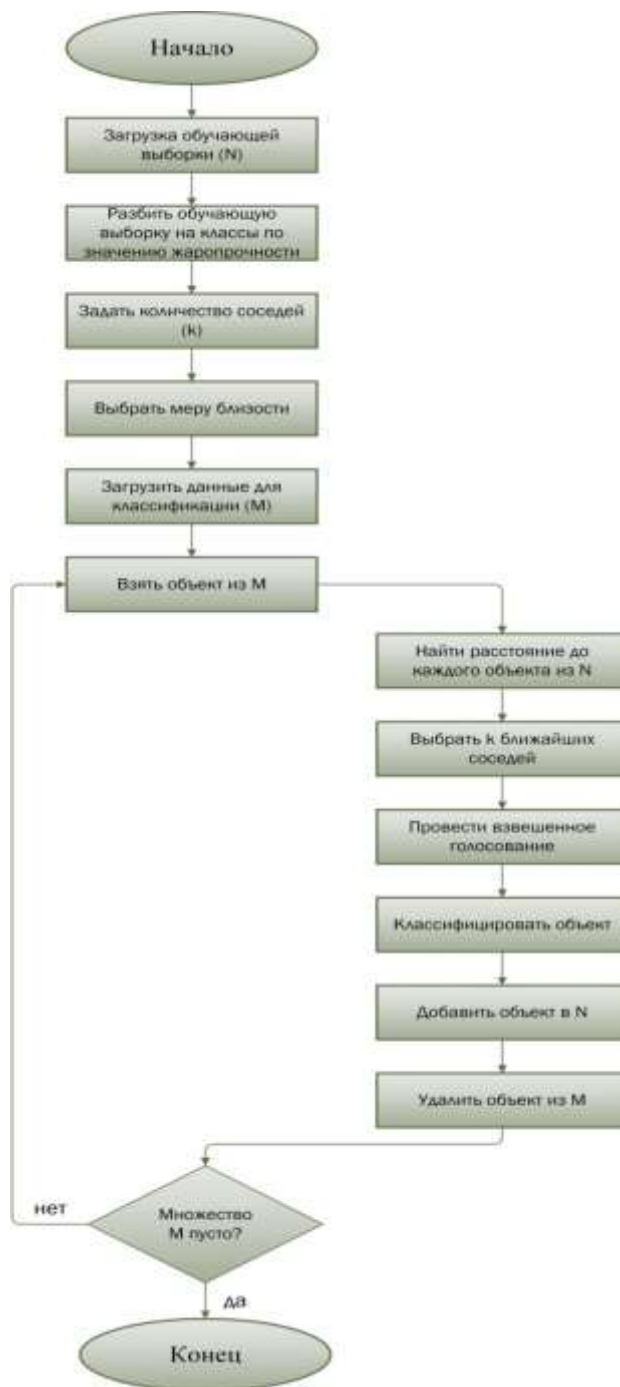 Начало
Загрузка обучающей
выборки (N)
Разбить обучающую
выборку на классы по
значению жаропрочности
Задать количество соседей
(k)
Выбрать меру близости
Загрузить данные для
классификации (M)
Взять объект из M
Найти расстояние до
каждого объекта из N
Выбрать k ближайших
соседей
Провести взвешенное
голосование
Классифицировать объект
Добавить объект в N
Удалить объект из M
Множество
M пусто?
нет
да
Конец